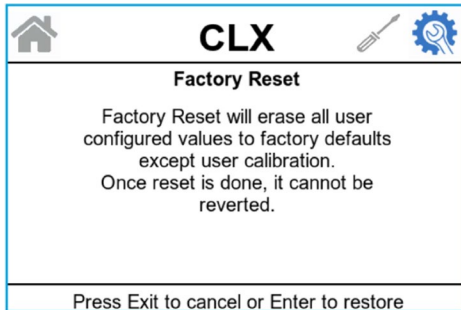 CLX
Factory Reset
Factory Reset will erase all user
configured values to factory defaults
except user calibration.
Once reset is done, it cannot be
reverted.
Press Exit to cancel or Enter to restore